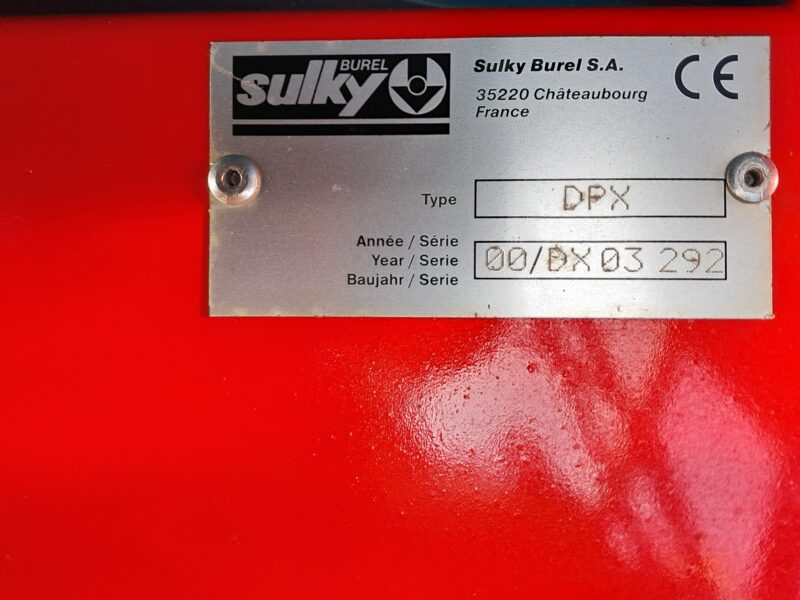 BUREL
sulky
Sulky Burel S.A.
35220 Châteaubourg
France
CE
Type DPX
Année / Série
Year / Serie 00/DX 03 292
Baujahr / Serie